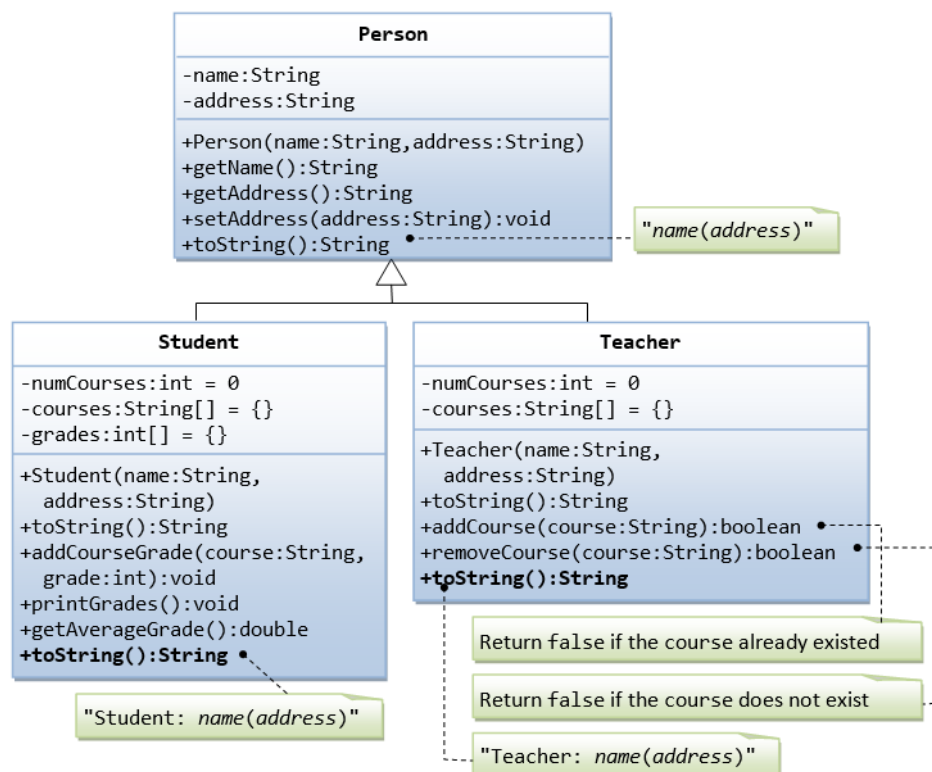 Person
-name:String
-address:String
+Person(name:String,address:String)
+getName():String
+getAddress():String
+setAddress(address:String):void
+toString():String
"name(address)"
Student
-numCourses:int = 0
-courses:String[] = {}
-grades:int[] = {}
+Student(name:String,
address:String)
+toString():String
+addCourseGrade(course:String,
grade:int):void
+printGrades():void
+getAverageGrade():double
+toString():String
"Student: name(address)"
Teacher
-numCourses:int = 0
-courses:String[] = {}
+Teacher(name:String,
address:String)
+toString():String
+addCourse(course:String):boolean
+removeCourse(course:String):boolean
+toString():String
Return false if the course already existed
Return false if the course does not exist
"Teacher: name(address)"